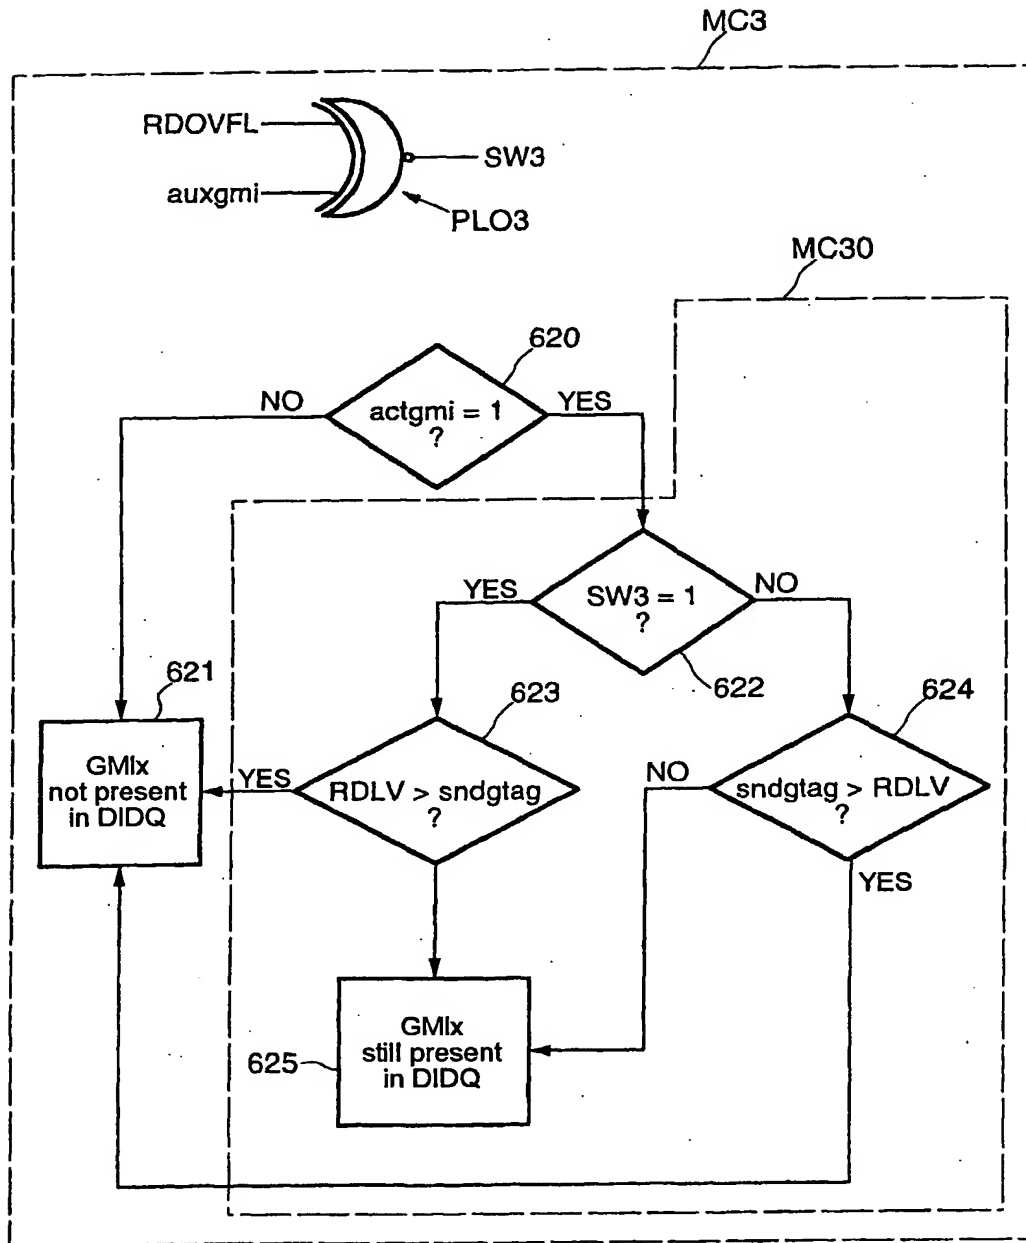 MC3
RDOVFL
SW3
auxgmi
PLO3
MC30
620
NO
actgmi = 1
?
YES
YES
SW3 = 1
?
NO
622
621
623
624
GMIx
not present
in DIDQ
YES
RDLV > sndgtag
?
NO
sndgtag > RDLV
?
YES
GMIx
still present
in DIDQ
625